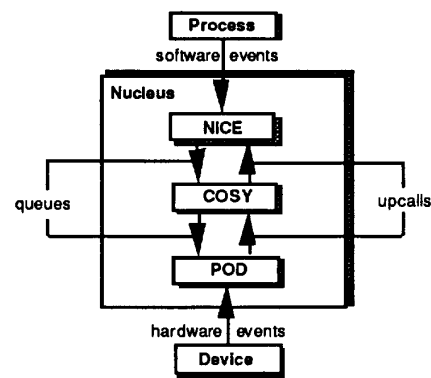 Process
software events
Nucleus
NICE
COSY
queues
upcalls
POD
hardware events
Device